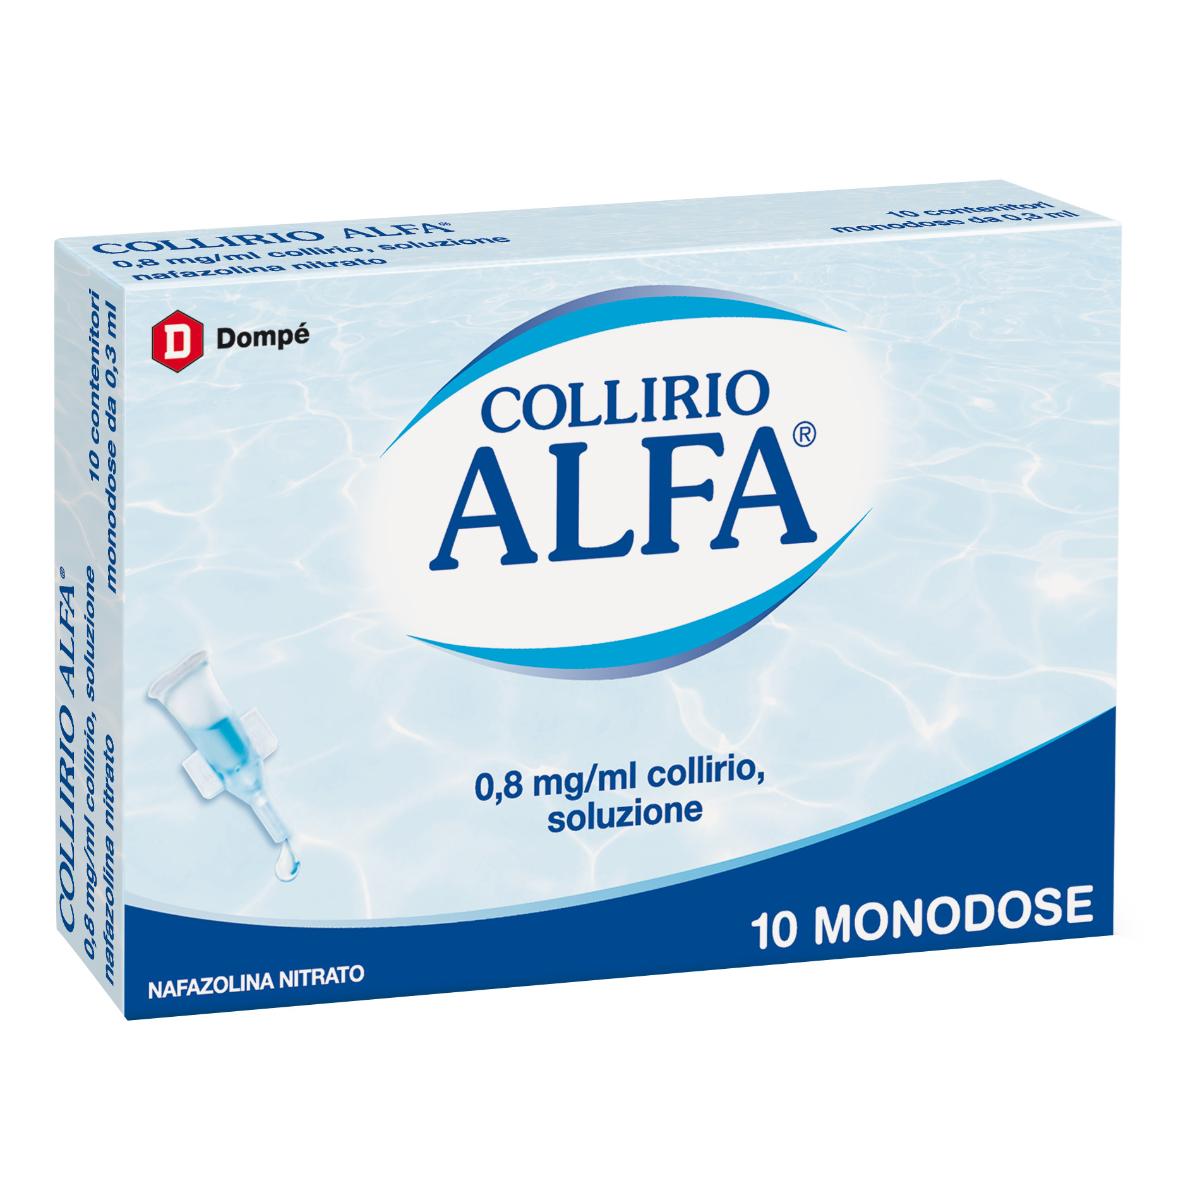 COLLIRIO ALFA®
0,8 mg/ml collirio, soluzione
nafazolina nitrato
10 contenitori
monodose da 0,3 ml
D Dompé
COLLIRIO
ALFA®
0,8 mg/ml collirio,
soluzione
10 MONODOSE
NAFAZOLINA NITRATO
COLLIRIO ALFA®
0,8 mg/ml collirio, soluzione
nafazolina nitrato
10 contenitori
monodose da 0,3 ml